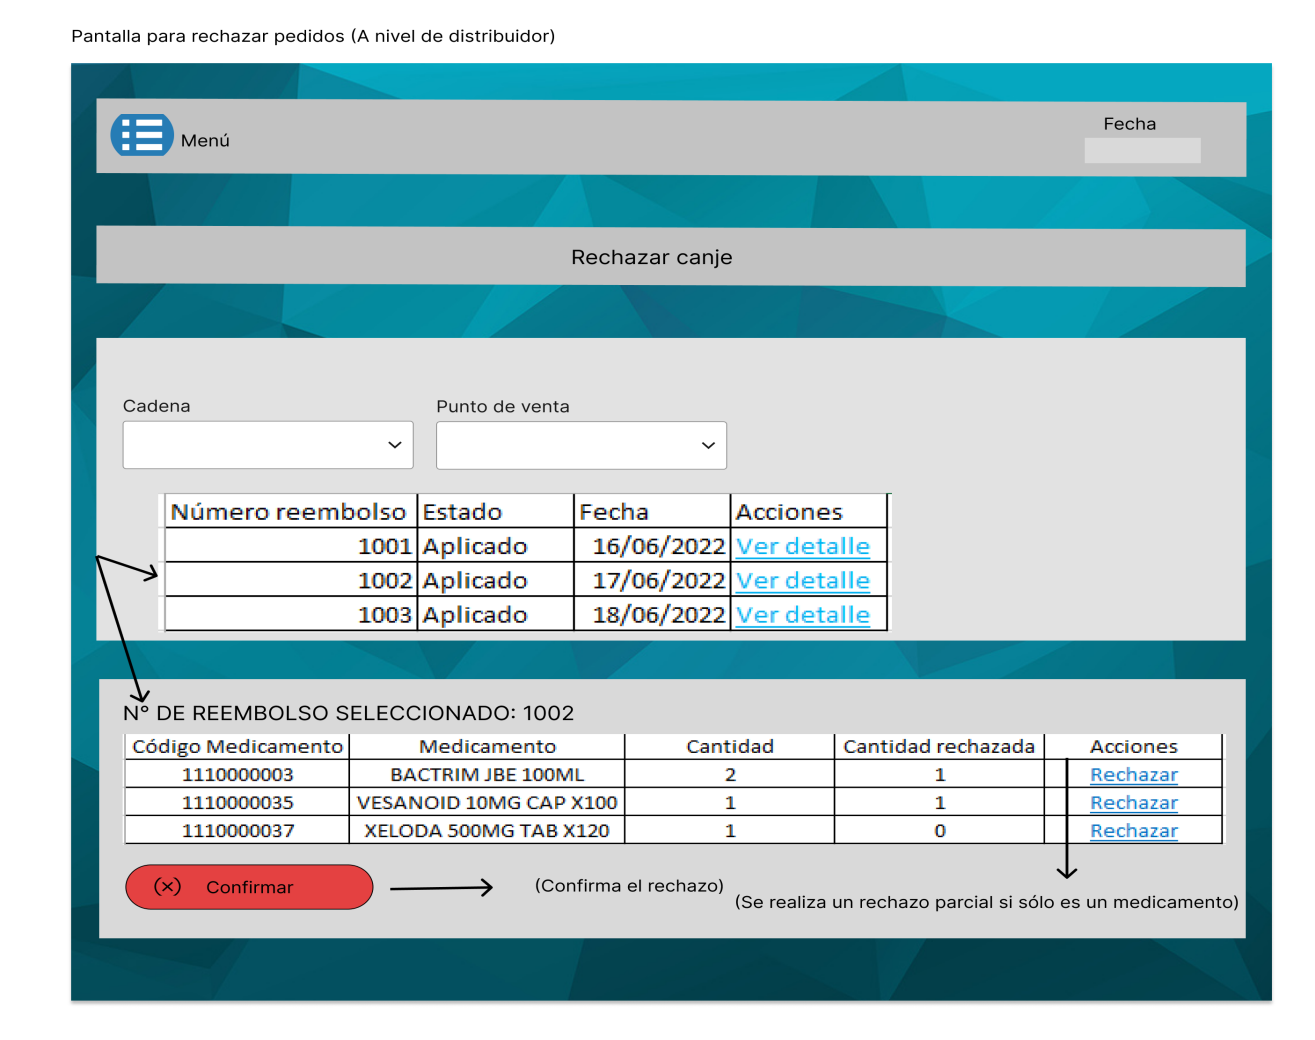 Pantalla para rechazar pedidos (A nivel de distribuidor)
Menú
Fecha
Rechazar canje
Cadena Punto de venta
Número reembolso Estado Fecha Acciones
1001 Aplicado 16/06/2022 Ver detalle
1002 Aplicado 17/06/2022 Ver detalle
1003 Aplicado 18/06/2022 Ver detalle
N° DE REEMBOLSO SELECCIONADO: 1002
Código Medicamento Medicamento Cantidad Cantidad rechazada Acciones
1110000003 BACTRIM JBE 100ML 2 1 Rechazar
1110000035 VESANOID 10MG CAP X100 1 1 Rechazar
1110000037 XELODA 500MG TAB X120 1 0 Rechazar
(×) Confirmar (Confirma el rechazo)
(Se realiza un rechazo parcial si sólo es un medicamento)